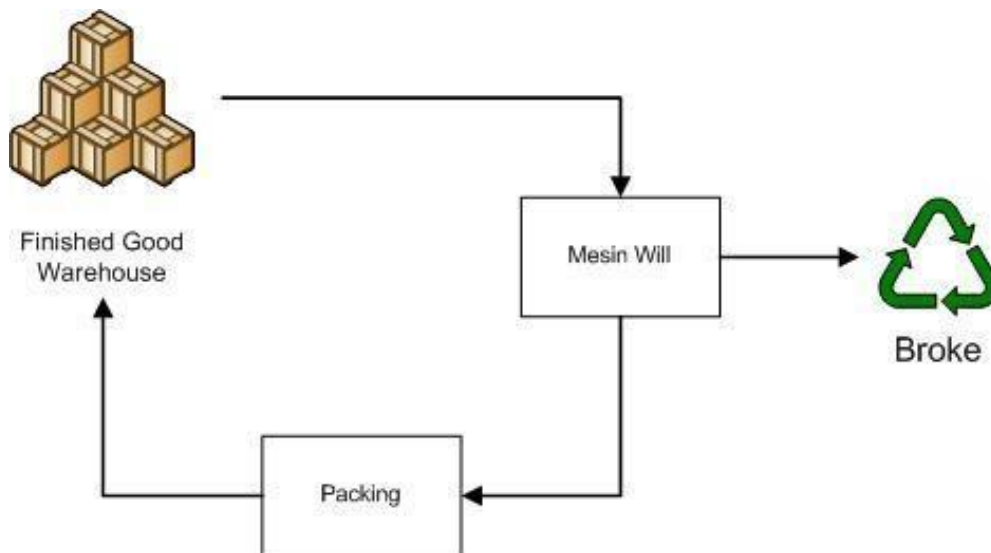 Finished Good
Warehouse
Mesin Will
Broke
Packing